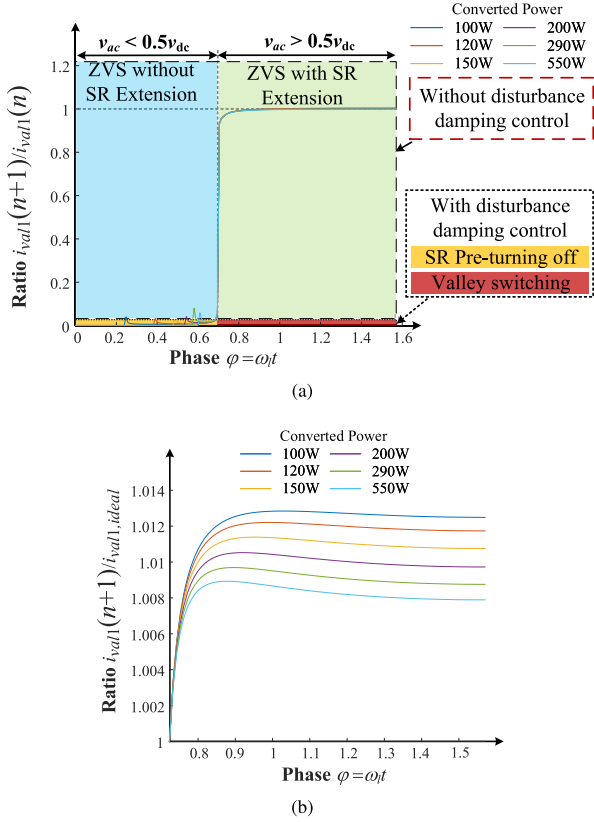 v_ac < 0.5v_dc
v_ac > 0.5v_dc
Converted Power
100W 200W
120W 290W
150W 550W
1.2
1
0.8
0.6
0.4
0.2
0
Ratio i_val1(n+1)/i_val1(n)
ZVS without
SR Extension
ZVS with SR
Extension
Without disturbance
damping control
With disturbance
damping control
SR Pre-turning off
Valley switching
0 0.2 0.4 0.6 0.8 1 1.2 1.4 1.6
Phase φ=ω_l t
(a)
Converted Power
100W 200W
120W 290W
150W 550W
1.014
1.012
1.010
1.008
1.006
1.004
1.002
1
Ratio i_val1(n+1)/i_val1,ideal
0.8 0.9 1 1.1 1.2 1.3 1.4 1.5
Phase φ=ω_l t
(b)